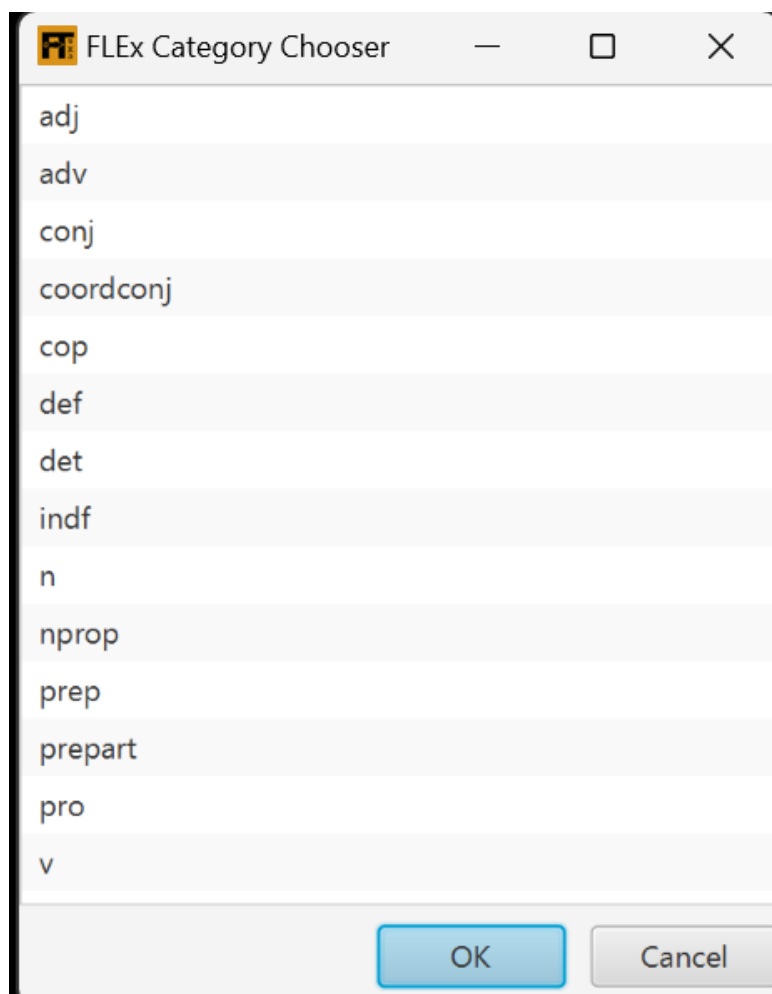 FLEx Category Chooser
adj
adv
conj
coordconj
cop
def
det
indf
n
nprop
prep
prepart
pro
v
OK Cancel